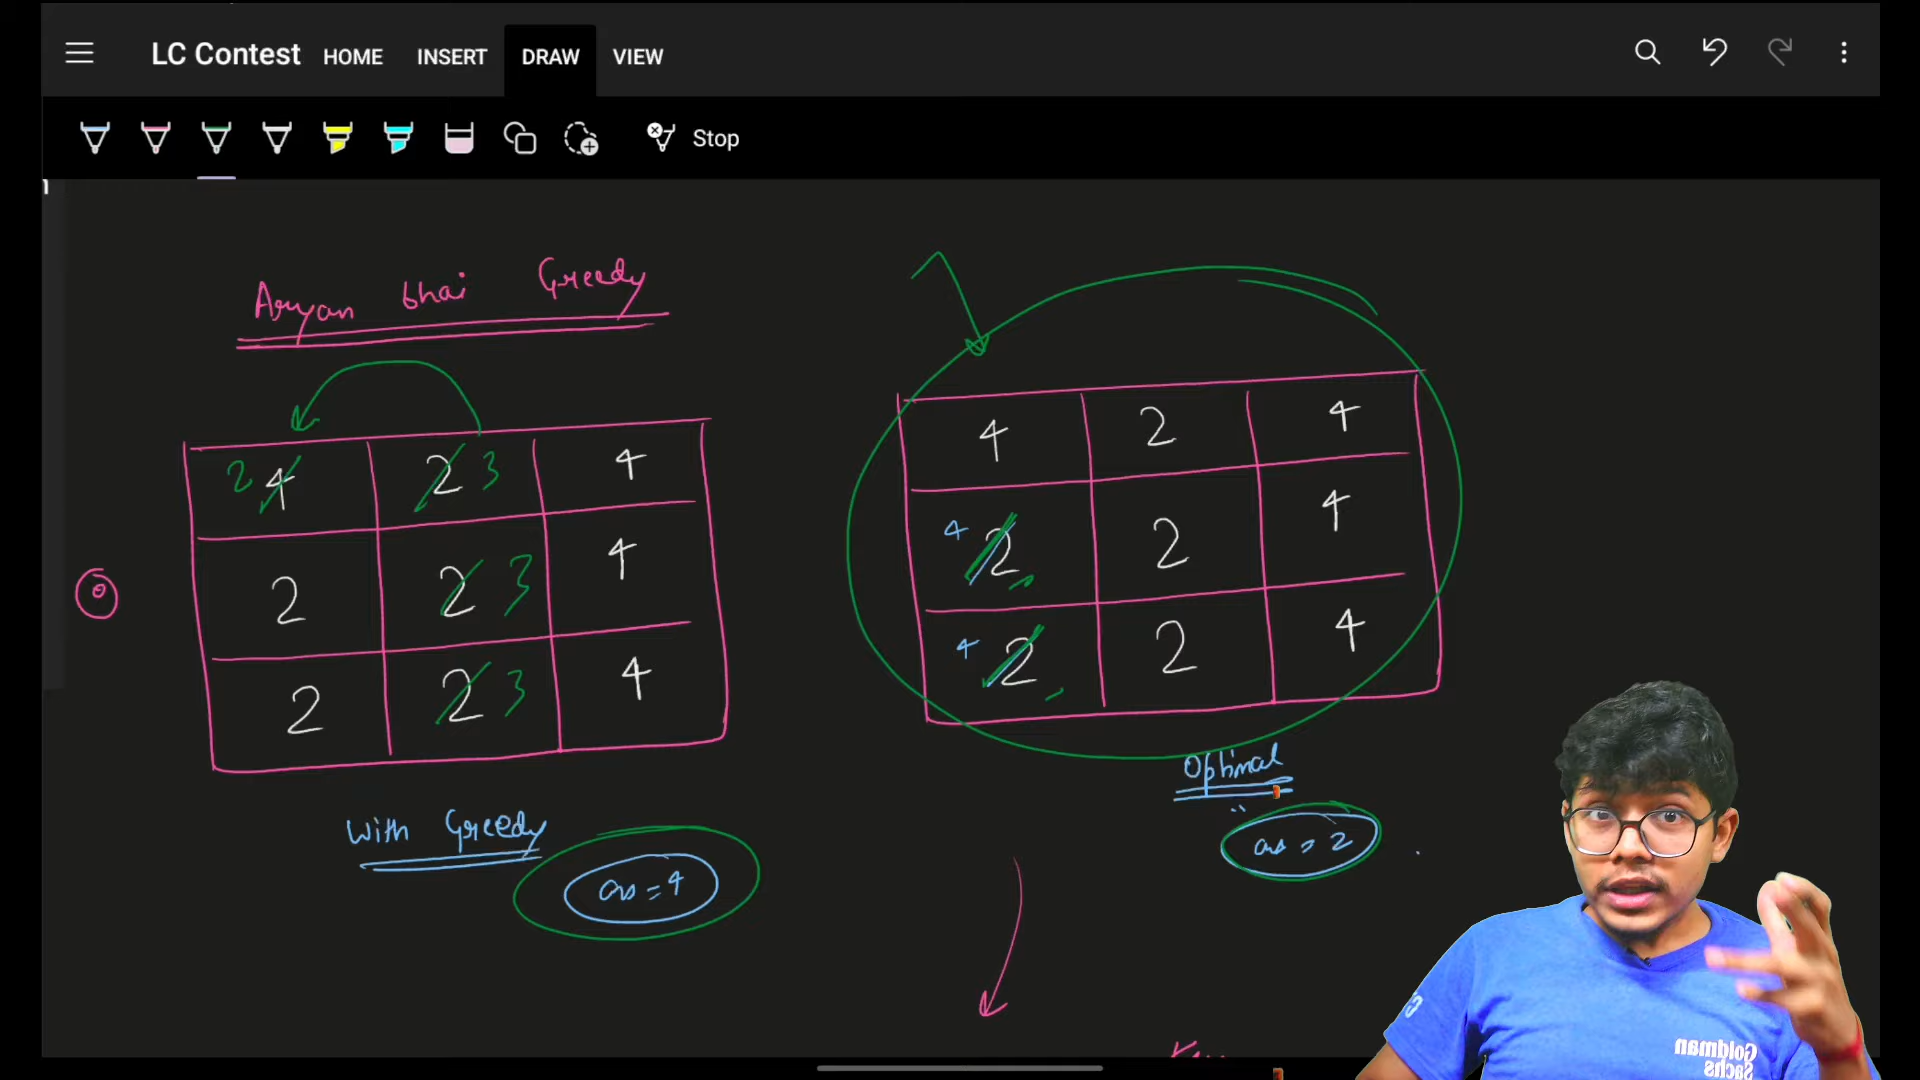 LC Contest HOME INSERT DRAW VIEW
Stop
Aryan bhai Greedy
2 4 2 3 4
2 2 3 4
2 2 3 4
With Greedy
ans = 4
4 2 4
4 2 2 4
4 2 2 4
Optimal
ans = 2
Goldman
Sachs